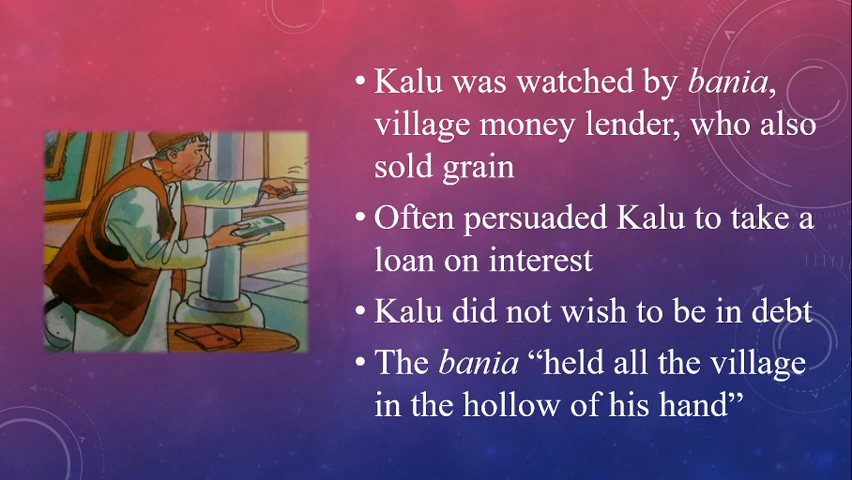 • Kalu was watched by bania,
village money lender, who also
sold grain
• Often persuaded Kalu to take a
loan on interest
• Kalu did not wish to be in debt
• The bania “held all the village
in the hollow of his hand”